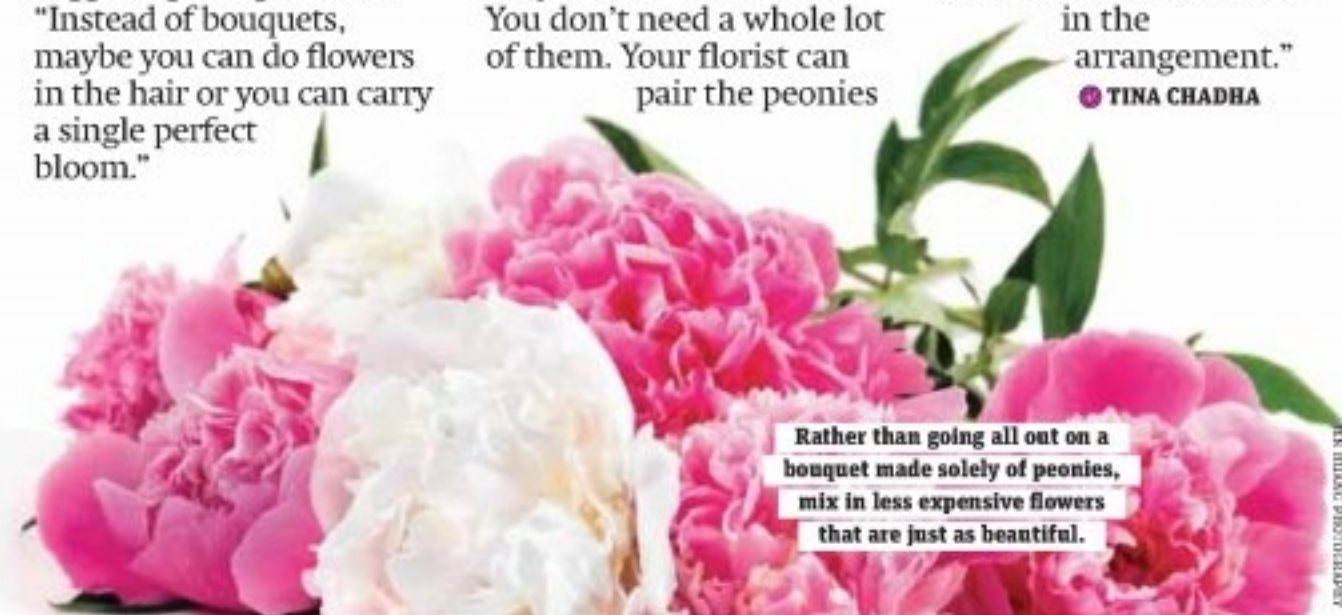 “Instead of bouquets,
maybe you can do flowers
in the hair or you can carry
a single perfect
bloom.”
You don’t need a whole lot
of them. Your florist can
pair the peonies
in the
arrangement.”
TINA CHADHA
Rather than going all out on a
bouquet made solely of peonies,
mix in less expensive flowers
that are just as beautiful.